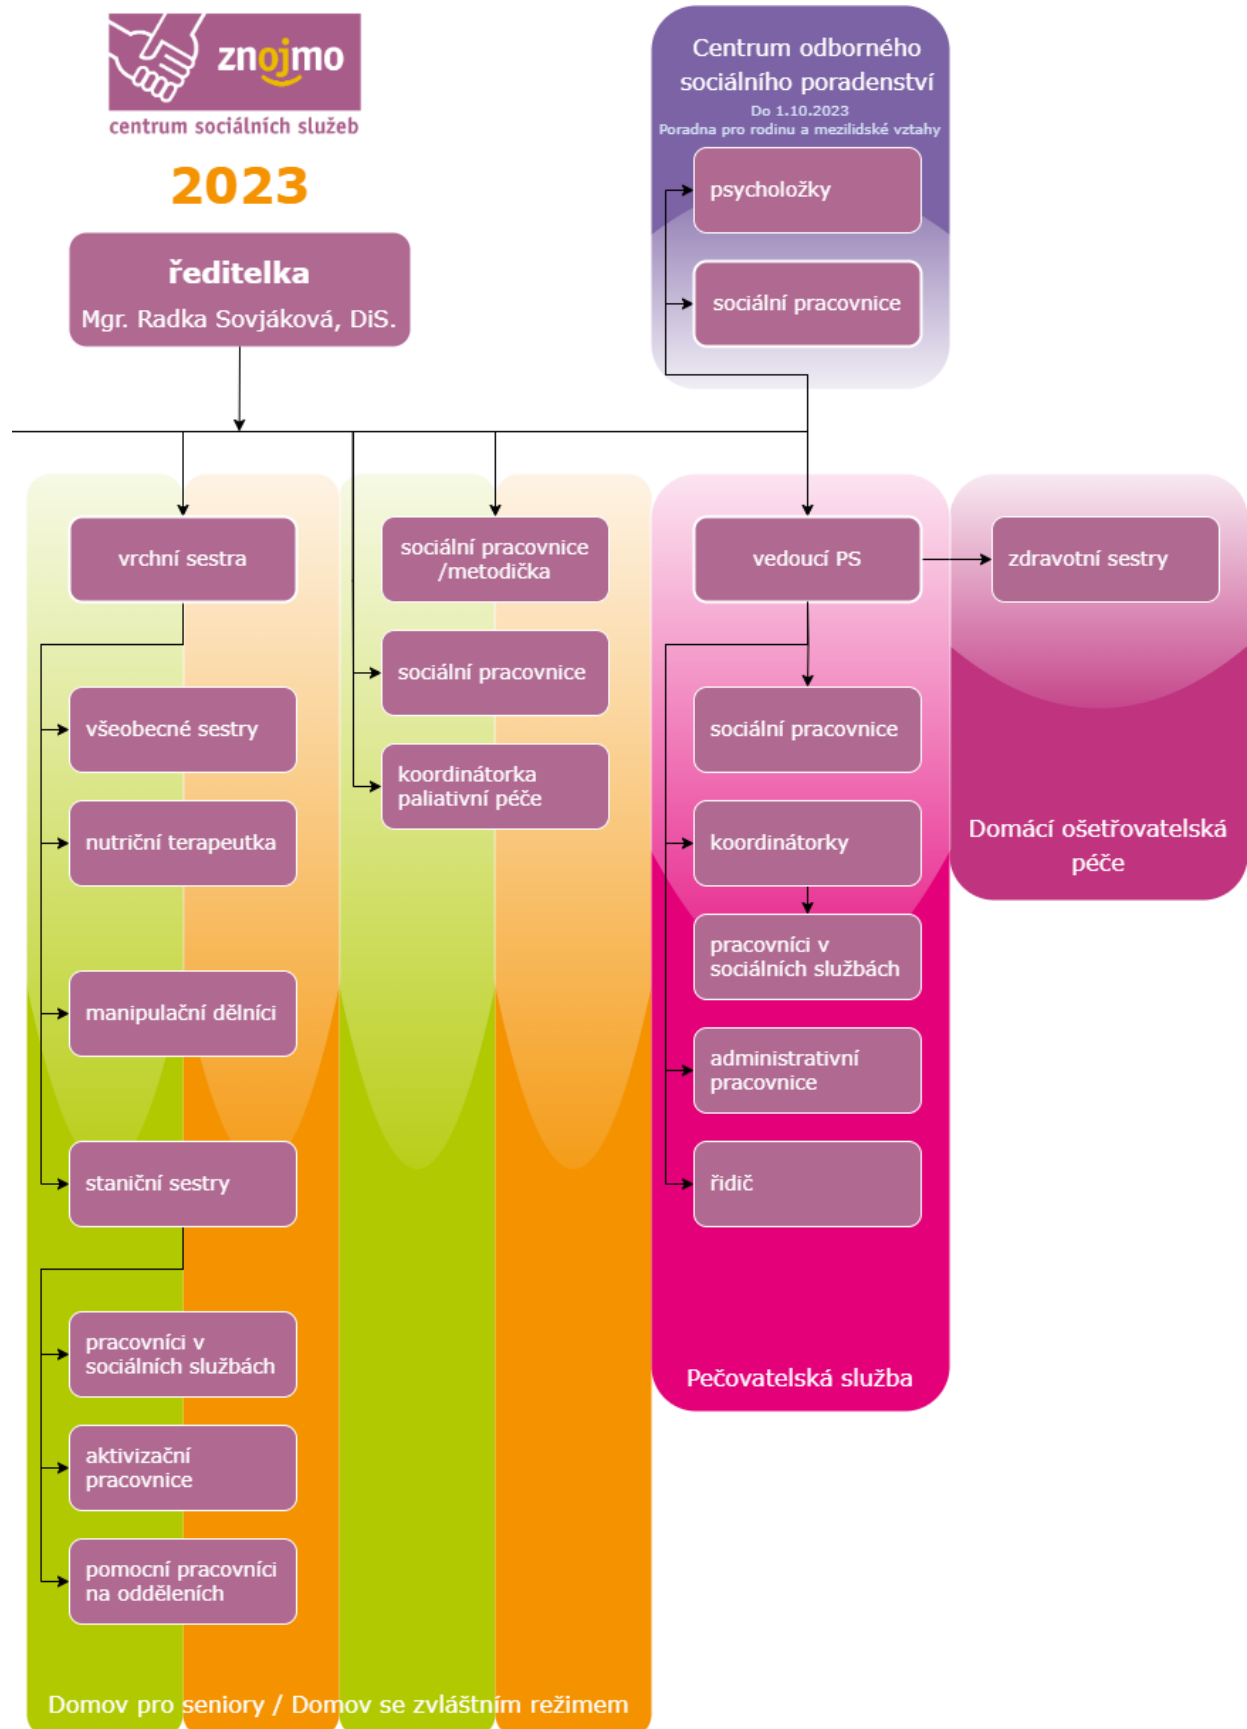 znojmo
centrum sociálních služeb
2023
ředitelka
Mgr. Radka Sovjáková, DiS.
Centrum odborného
sociálního poradenství
Do 1.10.2023
Poradna pro rodinu a mezilidské vztahy
psycholožky
sociální pracovnice
vrchní sestra
všeobecné sestry
nutriční terapeutka
manipulační dělníci
staniční sestry
pracovníci v
sociálních službách
aktivizační
pracovnice
pomocní pracovníci
na odděleních
sociální pracovnice
/metodička
sociální pracovnice
koordinátorka
paliativní péče
Domov pro seniory / Domov se zvláštním režimem
vedoucí PS
sociální pracovnice
koordinátorky
pracovníci v
sociálních službách
administrativní
pracovnice
řidič
Pečovatelská služba
zdravotní sestry
Domácí ošetřovatelská
péče